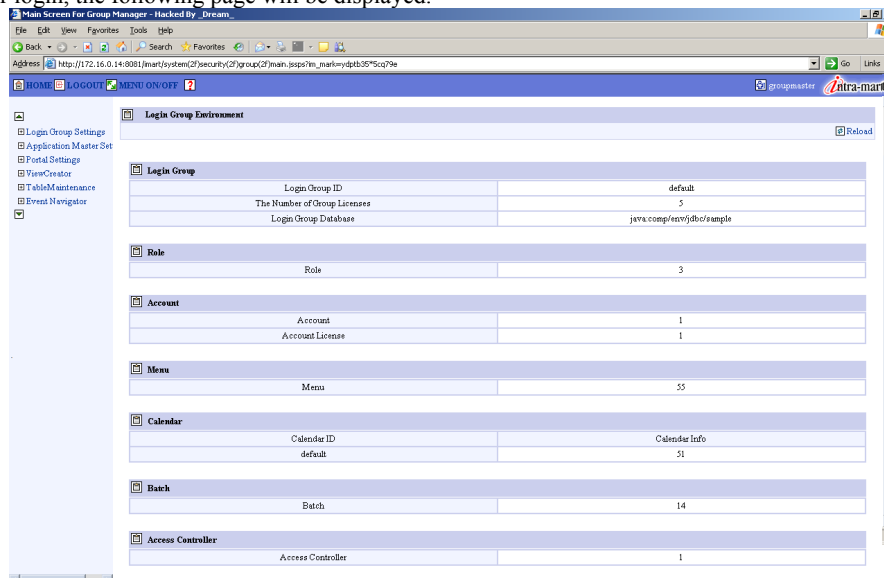 login, the following page will be displayed.
Main Screen For Group Manager - Hacked By _Dream_
File Edit View Favorites Tools Help
Back Search Favorites
Address http://172.16.0.14:8081/imart/system(2f)security(2f)group(2f)main.jssps?im_mark=ydptb35*5cq79e Go Links
HOME LOGOUT MENU ON/OFF ? groupmaster intra-mart
Login Group Environment
Reload
Login Group Settings
Application Master Set
Portal Settings
ViewCreator
TableMaintenance
Event Navigator
Login Group
Login Group ID default
The Number of Group Licenses 5
Login Group Database java:comp/env/jdbc/sample
Role
Role 3
Account
Account 1
Account License 1
Menu
Menu 55
Calendar
Calendar ID Calendar Info
default 51
Batch
Batch 14
Access Controller
Access Controller 1